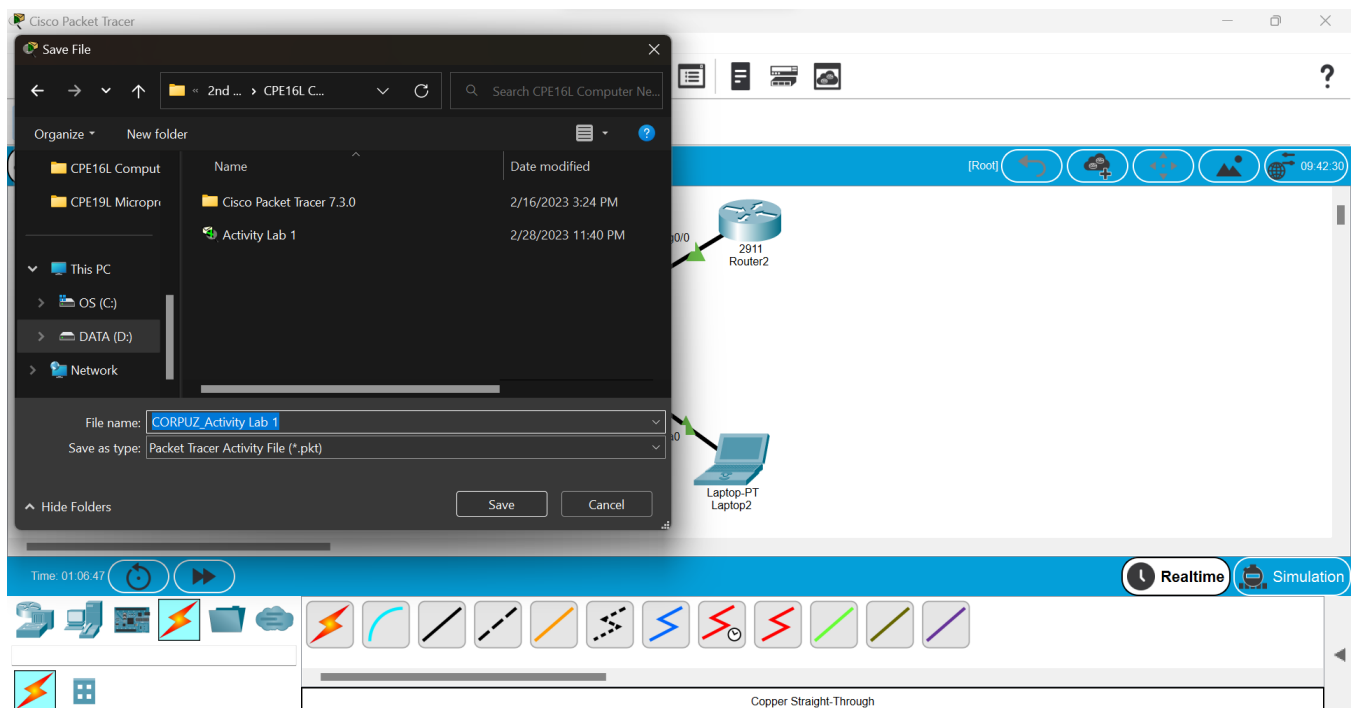 Cisco Packet Tracer
Save File
« 2nd ... › CPE16L C...
Search CPE16L Computer Ne...
Organize
New folder
CPE16L Comput
CPE19L Micropr
This PC
OS (C:)
DATA (D:)
Network
Name
Date modified
Cisco Packet Tracer 7.3.0
2/16/2023 3:24 PM
Activity Lab 1
2/28/2023 11:40 PM
File name: CORPUZ_Activity Lab 1
Save as type: Packet Tracer Activity File (*.pkt)
Hide Folders
Save
Cancel
?
[Root]
09:42:30
g0/0
2911
Router2
Laptop-PT
Laptop2
Time: 01:06:47
Realtime
Simulation
Copper Straight-Through